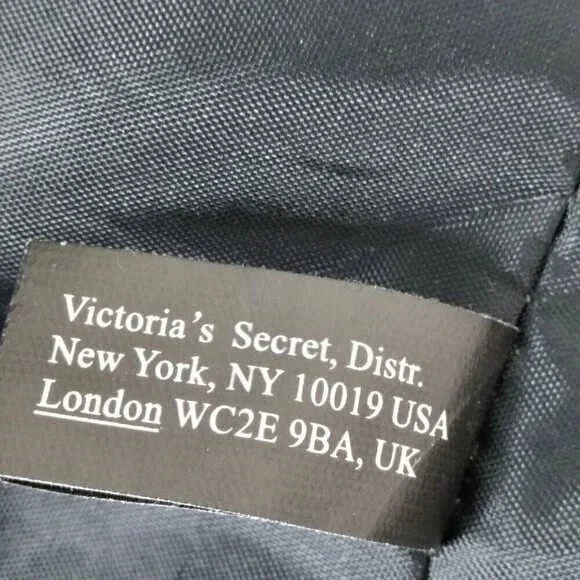 Victoria's Secret, Distr.
New York, NY 10019 USA
London WC2E 9BA, UK